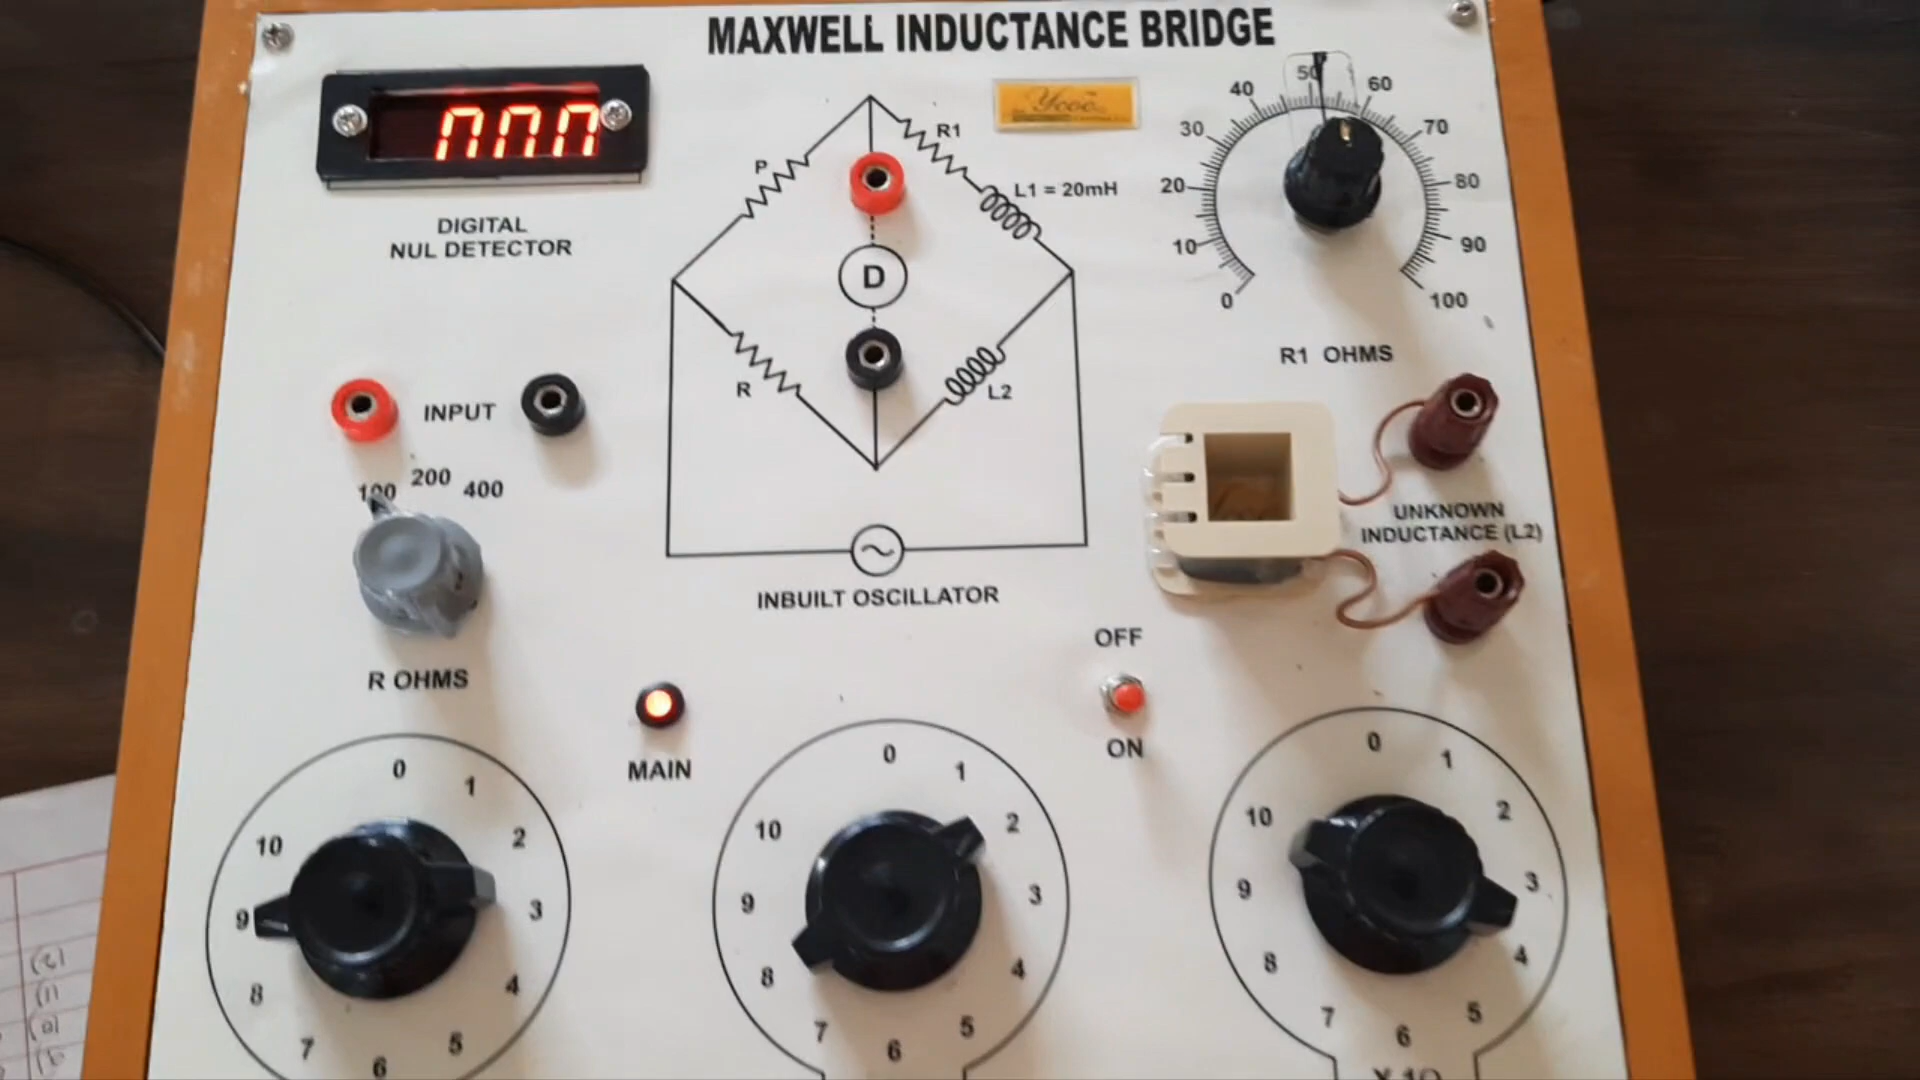 MAXWELL INDUCTANCE BRIDGE
DIGITAL
NUL DETECTOR
P
R1
L1 = 20mH
D
R
L2
INBUILT OSCILLATOR
Ycoo
0
10
20
30
40
50
60
70
80
90
100
R1 OHMS
INPUT
100
200
400
R OHMS
UNKNOWN
INDUCTANCE (L2)
OFF
ON
MAIN
0
1
2
3
4
5
6
7
8
9
10
0
1
2
3
4
5
6
7
8
9
10
0
1
2
3
4
5
6
7
8
9
10